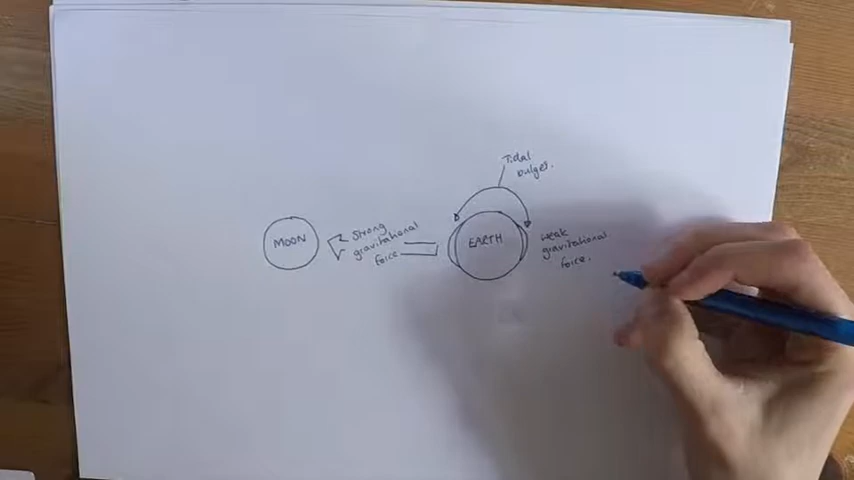 Tidal
bulges.
MOON
Strong
gravitational
force
EARTH
weak
gravitational
force.